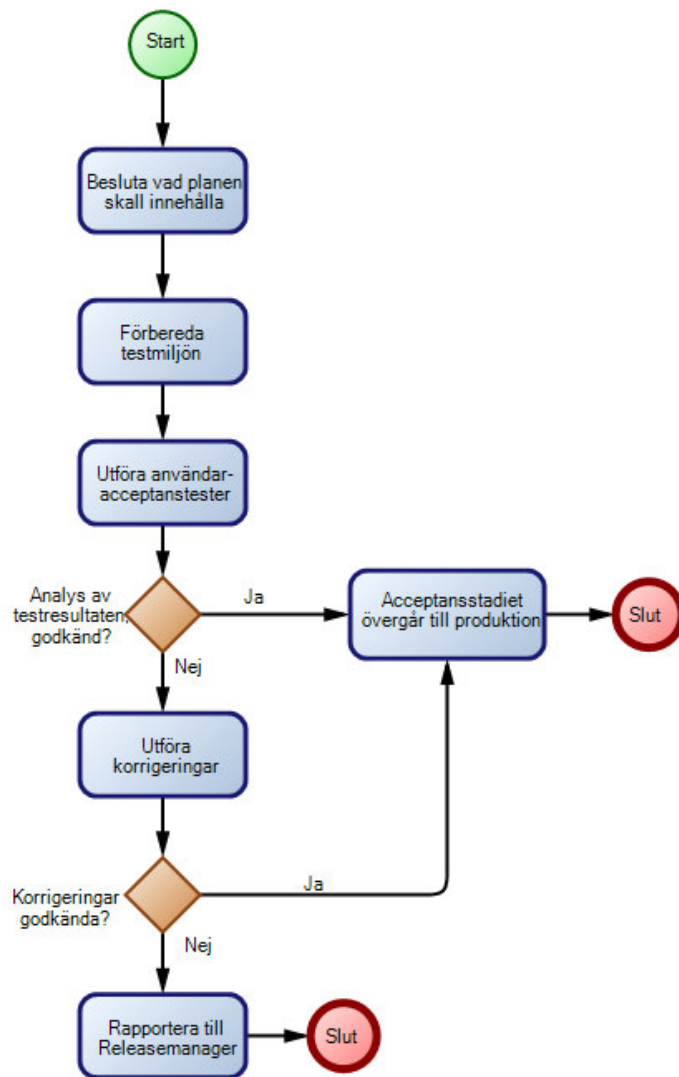 Start
Besluta vad planen
skall innehålla
Förbereda
testmiljön
Utföra användar-
acceptanstester
Analys av
testresultaten,
godkänd?
Ja
Acceptansstadiet
övergår till produktion
Slut
Nej
Utföra
korrigeringar
Korrigeringar
godkända?
Ja
Nej
Rapportera till
Releasemanager
Slut